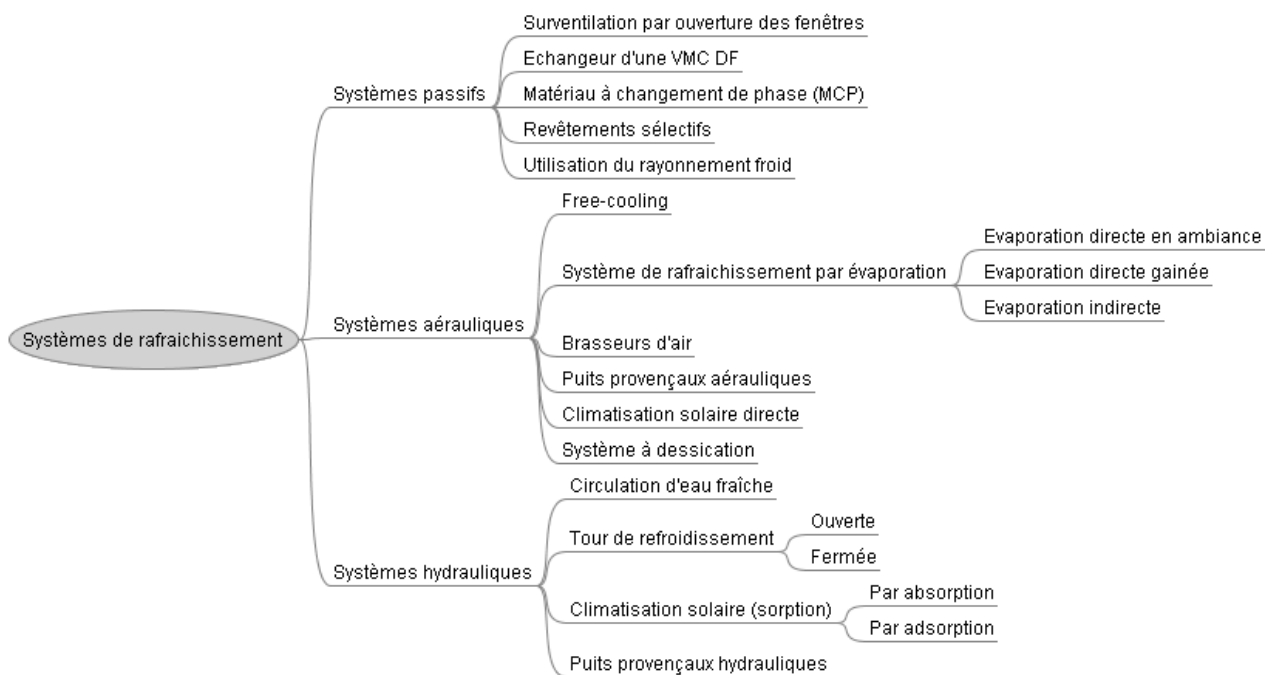 Systèmes de rafraichissement
Systèmes passifs
Surventilation par ouverture des fenêtres
Echangeur d'une VMC DF
Matériau à changement de phase (MCP)
Revêtements sélectifs
Utilisation du rayonnement froid
Systèmes aérauliques
Free-cooling
Système de rafraichissement par évaporation
Evaporation directe en ambiance
Evaporation directe gainée
Evaporation indirecte
Brasseurs d'air
Puits provençaux aérauliques
Climatisation solaire directe
Système à dessication
Systèmes hydrauliques
Circulation d'eau fraîche
Tour de refroidissement
Ouverte
Fermée
Climatisation solaire (sorption)
Par absorption
Par adsorption
Puits provençaux hydrauliques